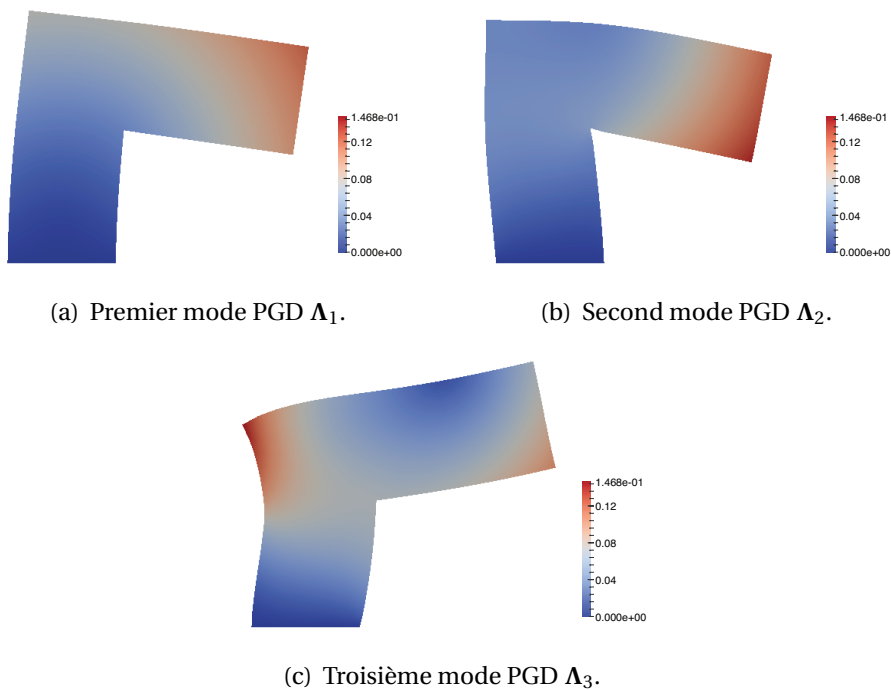 1.468e-01
0.12
0.08
0.04
0.000e+00
1.468e-01
0.12
0.08
0.04
0.000e+00
(a) Premier mode PGD Λ₁.
(b) Second mode PGD Λ₂.
1.468e-01
0.12
0.08
0.04
0.000e+00
(c) Troisième mode PGD Λ₃.